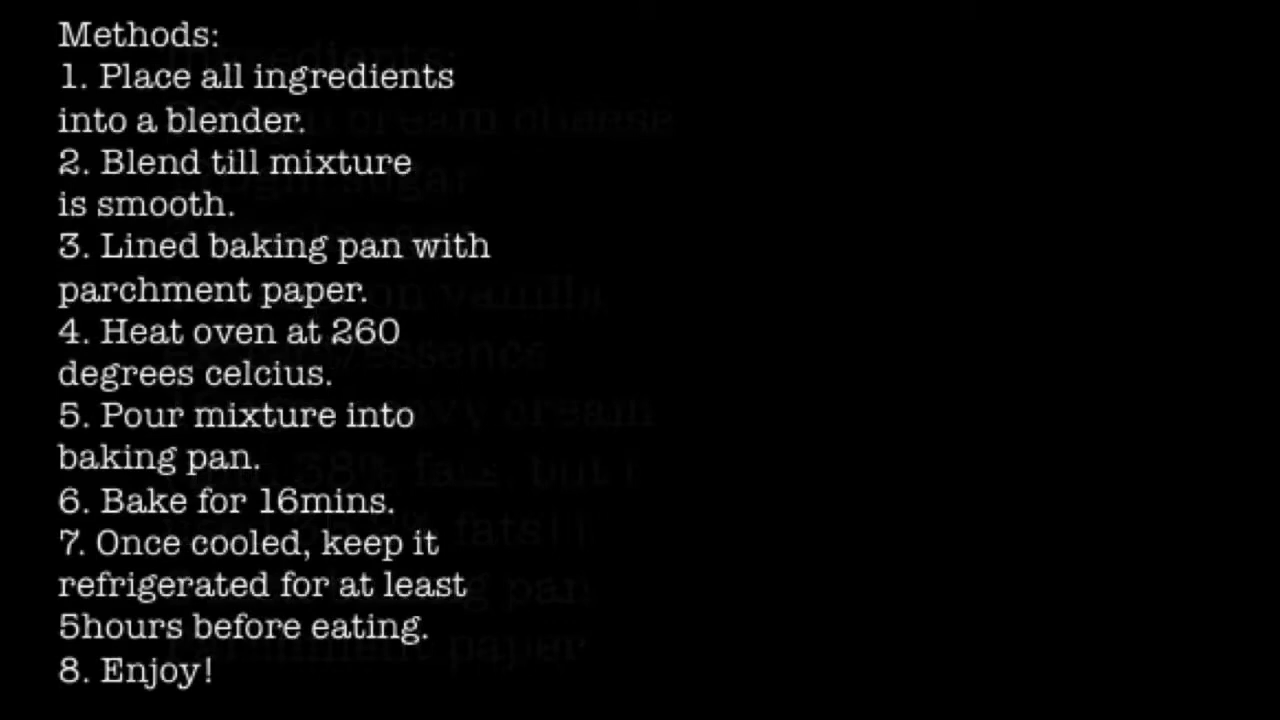 Methods:
1. Place all ingredients
into a blender.
2. Blend till mixture
is smooth.
3. Lined baking pan with
parchment paper.
4. Heat oven at 260
degrees celcius.
5. Pour mixture into
baking pan.
6. Bake for 16mins.
7. Once cooled, keep it
refrigerated for at least
5hours before eating.
8. Enjoy!